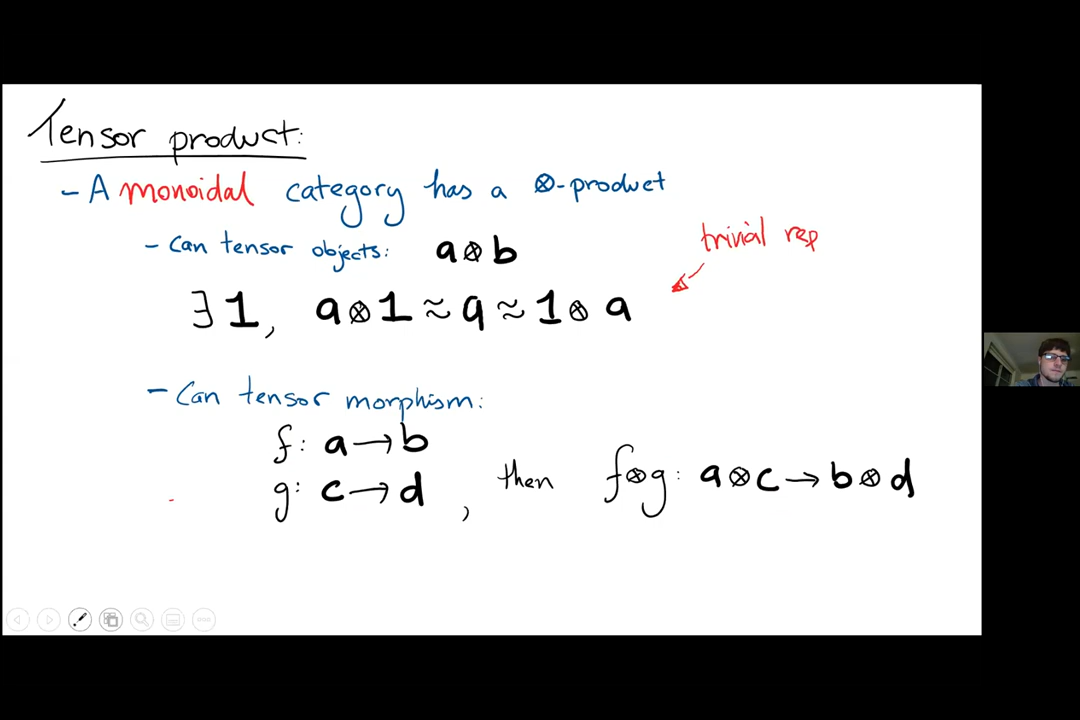 Tensor product:
- A monoidal category has a ⊗-product
- Can tensor objects: a⊗b
trivial rep
∃ 1, a⊗1 ≈ a ≈ 1⊗a
- Can tensor morphism:
f: a→b
g: c→d, then f⊗g: a⊗c→b⊗d